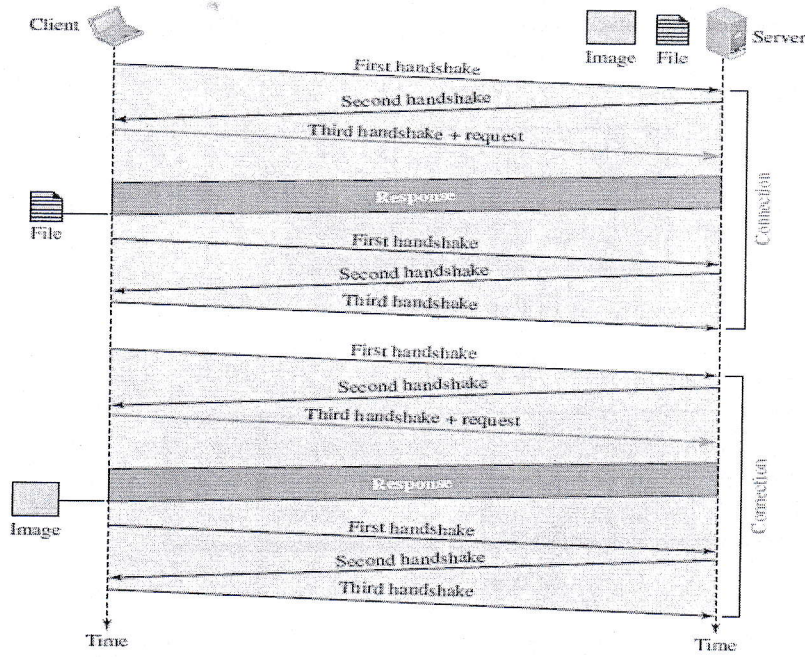 Client
Image
File
Server
First handshake
Second handshake
Third handshake + request
Response
File
First handshake
Second handshake
Third handshake
Connection
First handshake
Second handshake
Third handshake + request
Response
Image
First handshake
Second handshake
Third handshake
Connection
Time
Time